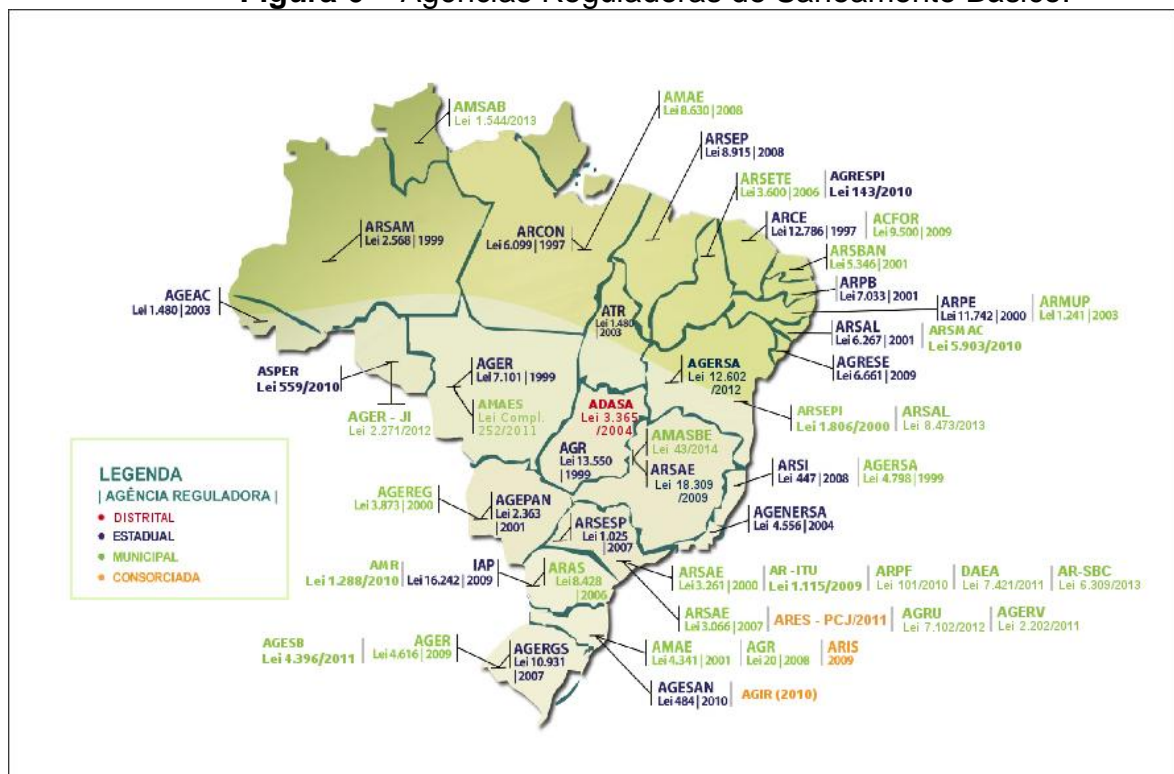 Figura 6 – Agências Reguladoras de Saneamento Básico.
AMSAB
Lei 1.544/2013
AMAE
Lei 8.630|2008
ARSEP
Lei 8.915|2008
ARSETE
Lei 3.600|2006
AGRESPI
Lei 143/2010
ARSAM
Lei 2.568|1999
ARCON
Lei 6.099|1997
ARCE
Lei 12.786|1997
ACFOR
Lei 9.500|2009
ARSBAN
Lei 5.346|2001
ARPB
Lei 7.033|2001
AGEAC
Lei 1.480|2003
ATR
Lei 1.480
2003
ARPE
Lei 11.742|2000
ARMUP
Lei 1.241|2003
ARSAL
Lei 6.267|2001
ARSMAC
Lei 5.903/2010
ASPER
Lei 559/2010
AGER
Lei 7.101|1999
AGERSA
Lei 12.602
/2012
AGRESE
Lei 6.661|2009
AGER - JI
Lei 2.271/2012
AMAES
Lei Compl.
252/2011
ADASA
Lei 3.365
/2004
ARSEPI
Lei 1.806/2000
ARSAL
Lei 8.473/2013
AMASBE
Lei 43/2014
AGR
Lei 13.550
|1999
ARSAE
Lei 18.309
/2009
ARSI
Lei 447|2008
AGERSA
Lei 4.798|1999
LEGENDA
| AGÊNCIA REGULADORA |
DISTRITAL
ESTADUAL
MUNICIPAL
CONSORCIADA
AGEREG
Lei 3.873|2000
AGEPAN
Lei 2.363
|2001
ARSESP
Lei 1.025
|2007
AGENERSA
Lei 4.556|2004
AMR
Lei 1.288/2010
IAP
Lei 16.242|2009
ARAS
Lei 8.428
|2006
ARSAE
Lei 3.261|2000
AR - ITU
Lei 1.115/2009
ARPF
Lei 101/2010
DAEA
Lei 7.421/2011
AR-SBC
Lei 6.309/2013
ARSAE
Lei 3.066|2007
ARES - PCJ/2011
AGRU
Lei 7.102/2012
AGERV
Lei 2.202/2011
AGESB
Lei 4.396/2011
AGER
Lei 4.616|2009
AGERGS
Lei 10.931
|2007
AMAE
Lei 4.341|2001
AGR
Lei 20|2008
ARIS
2009
AGESAN
Lei 484|2010
AGIR (2010)